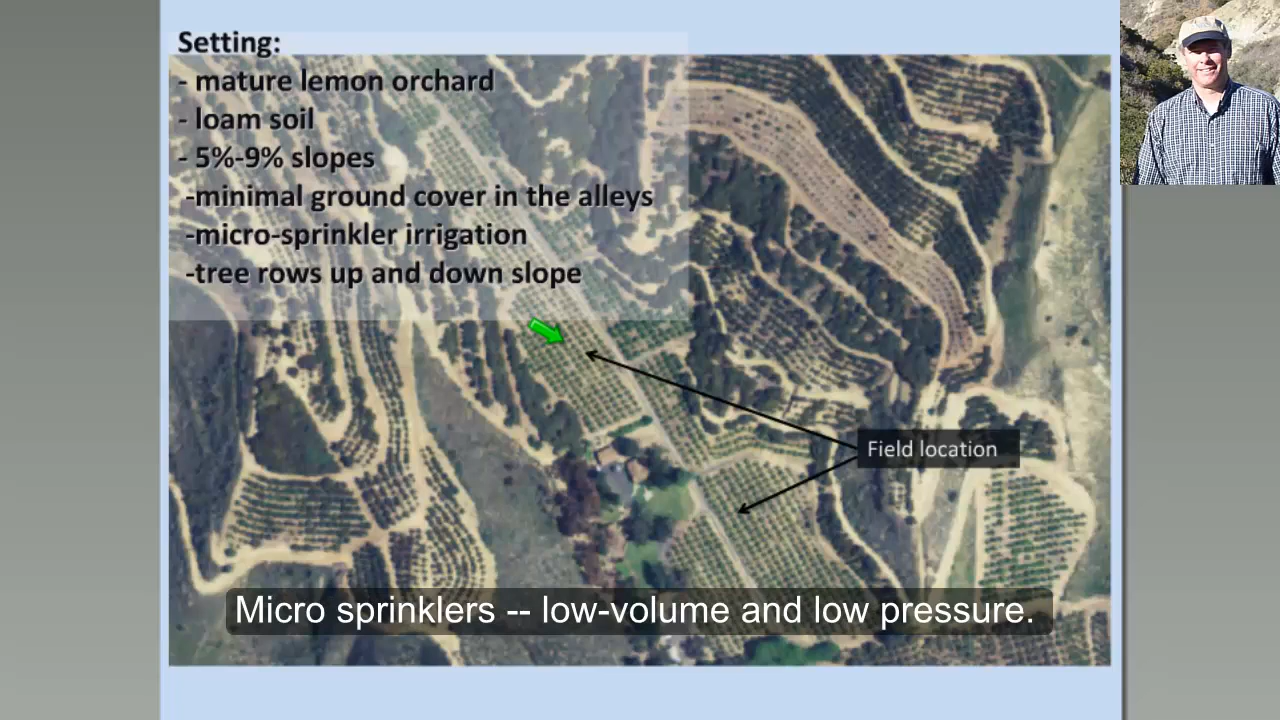 Setting:
- mature lemon orchard
- loam soil
- 5%-9% slopes
-minimal ground cover in the alleys
-micro-sprinkler irrigation
-tree rows up and down slope
Field location
Micro sprinklers -- low-volume and low pressure.